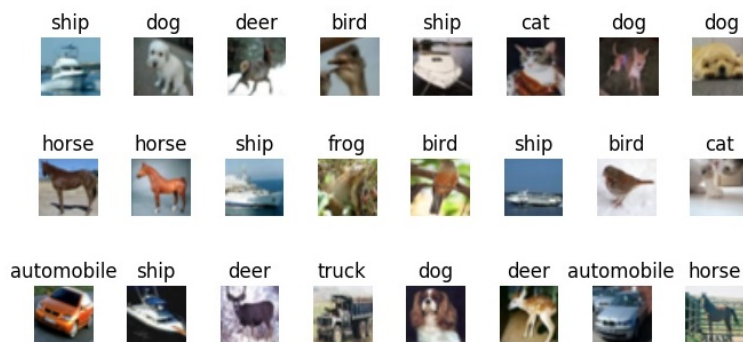 ship dog deer bird ship cat dog dog
horse horse ship frog bird ship bird cat
automobile ship deer truck dog deer automobile horse